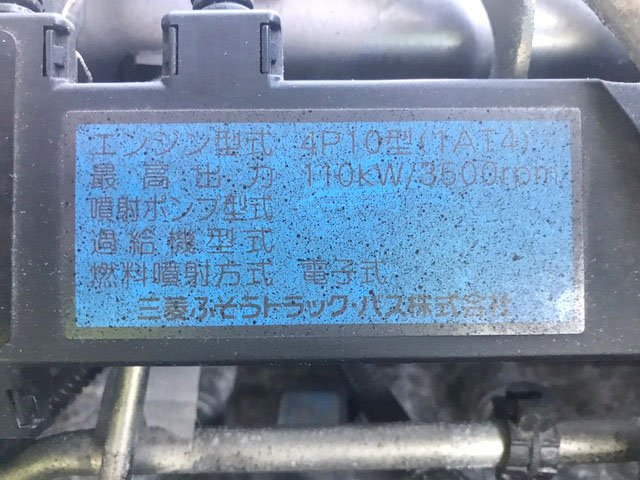 エンジン型式 4P10型(1AT4)
最高出力 110kW/3500rpm
噴射ポンプ型式
過給機型式
燃料噴射方式 電子式
三菱ふそうトラック・バス株式会社